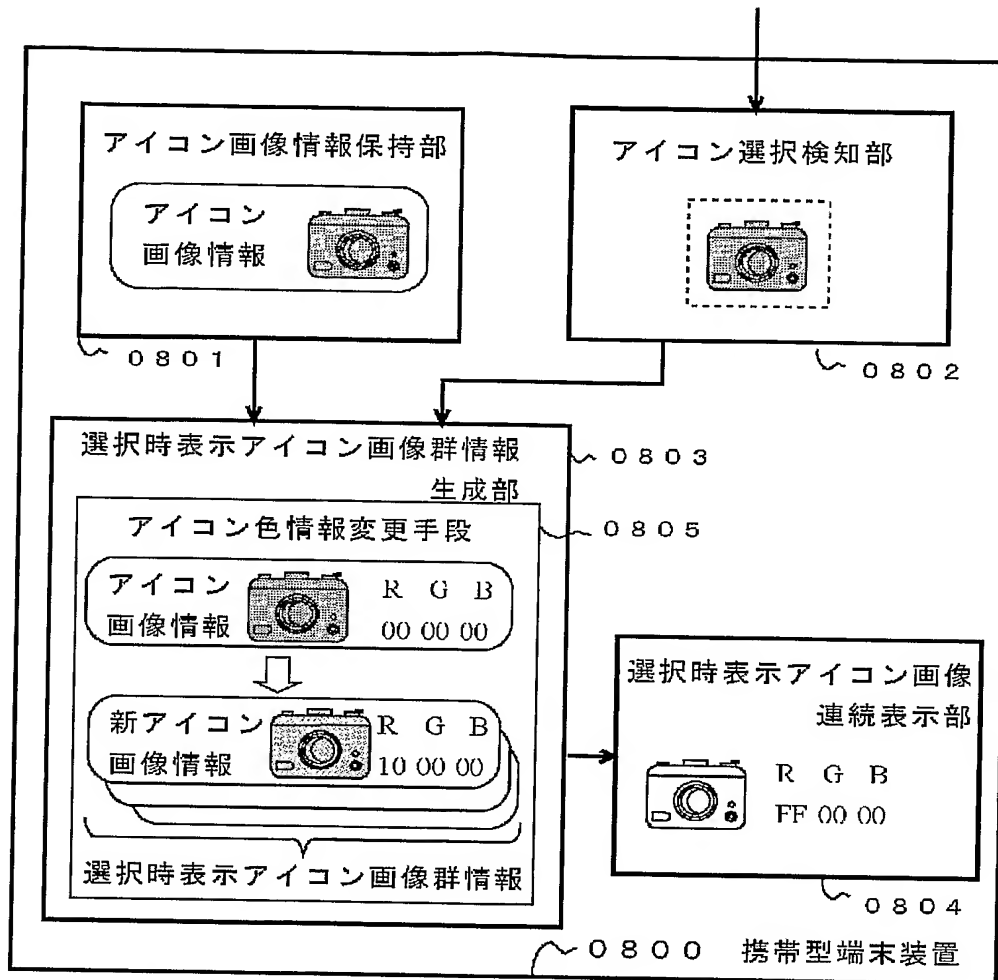 アイコン画像情報保持部
アイコン
画像情報
0801
アイコン選択検知部
0802
選択時表示アイコン画像群情報
生成部
0803
アイコン色情報変更手段
0805
アイコン
画像情報
R G B
00 00 00
新アイコン
画像情報
R G B
10 00 00
選択時表示アイコン画像群情報
選択時表示アイコン画像
連続表示部
R G B
FF 00 00
0804
0800 携帯型端末装置